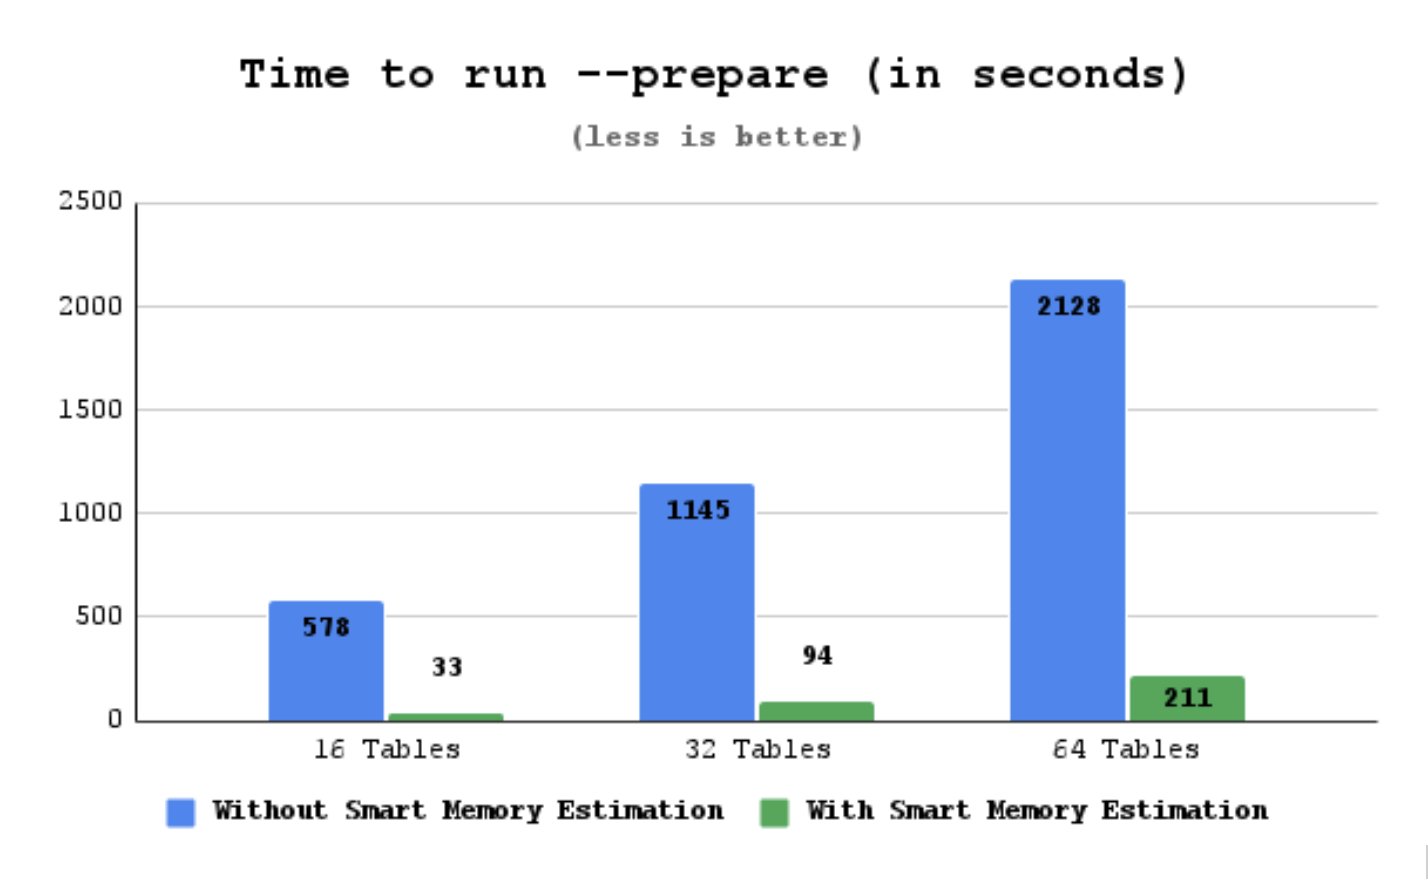 Time to run --prepare (in seconds)
(less is better)
2500
2000
1500
1000
500
0
578
33
1145
94
2128
211
16 Tables
32 Tables
64 Tables
Without Smart Memory Estimation
With Smart Memory Estimation